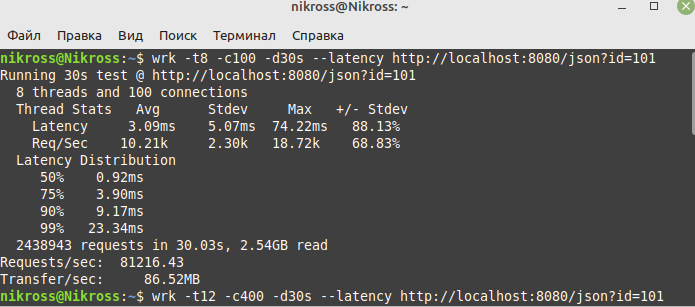 nikross@Nikross: ~
Файл Правка Вид Поиск Терминал Справка
nikross@Nikross:~$ wrk -t8 -c100 -d30s --latency http://localhost:8080/json?id=101
Running 30s test @ http://localhost:8080/json?id=101
8 threads and 100 connections
Thread Stats Avg Stdev Max +/- Stdev
Latency 3.09ms 5.07ms 74.22ms 88.13%
Req/Sec 10.21k 2.30k 18.72k 68.83%
Latency Distribution
50% 0.92ms
75% 3.90ms
90% 9.17ms
99% 23.34ms
2438943 requests in 30.03s, 2.54GB read
Requests/sec: 81216.43
Transfer/sec: 86.52MB
nikross@Nikross:~$ wrk -t12 -c400 -d30s --latency http://localhost:8080/json?id=101